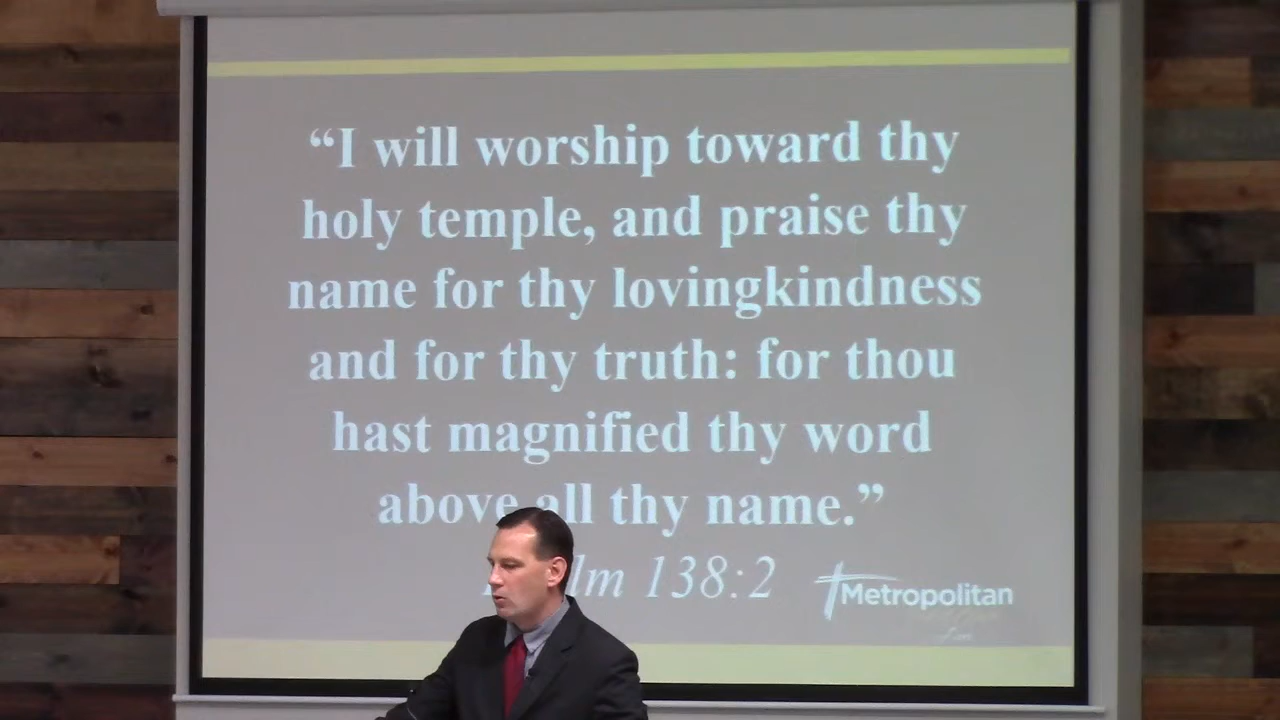 “I will worship toward thy
holy temple, and praise thy
name for thy lovingkindness
and for thy truth: for thou
hast magnified thy word
above all thy name.”
138:2
Metropolitan